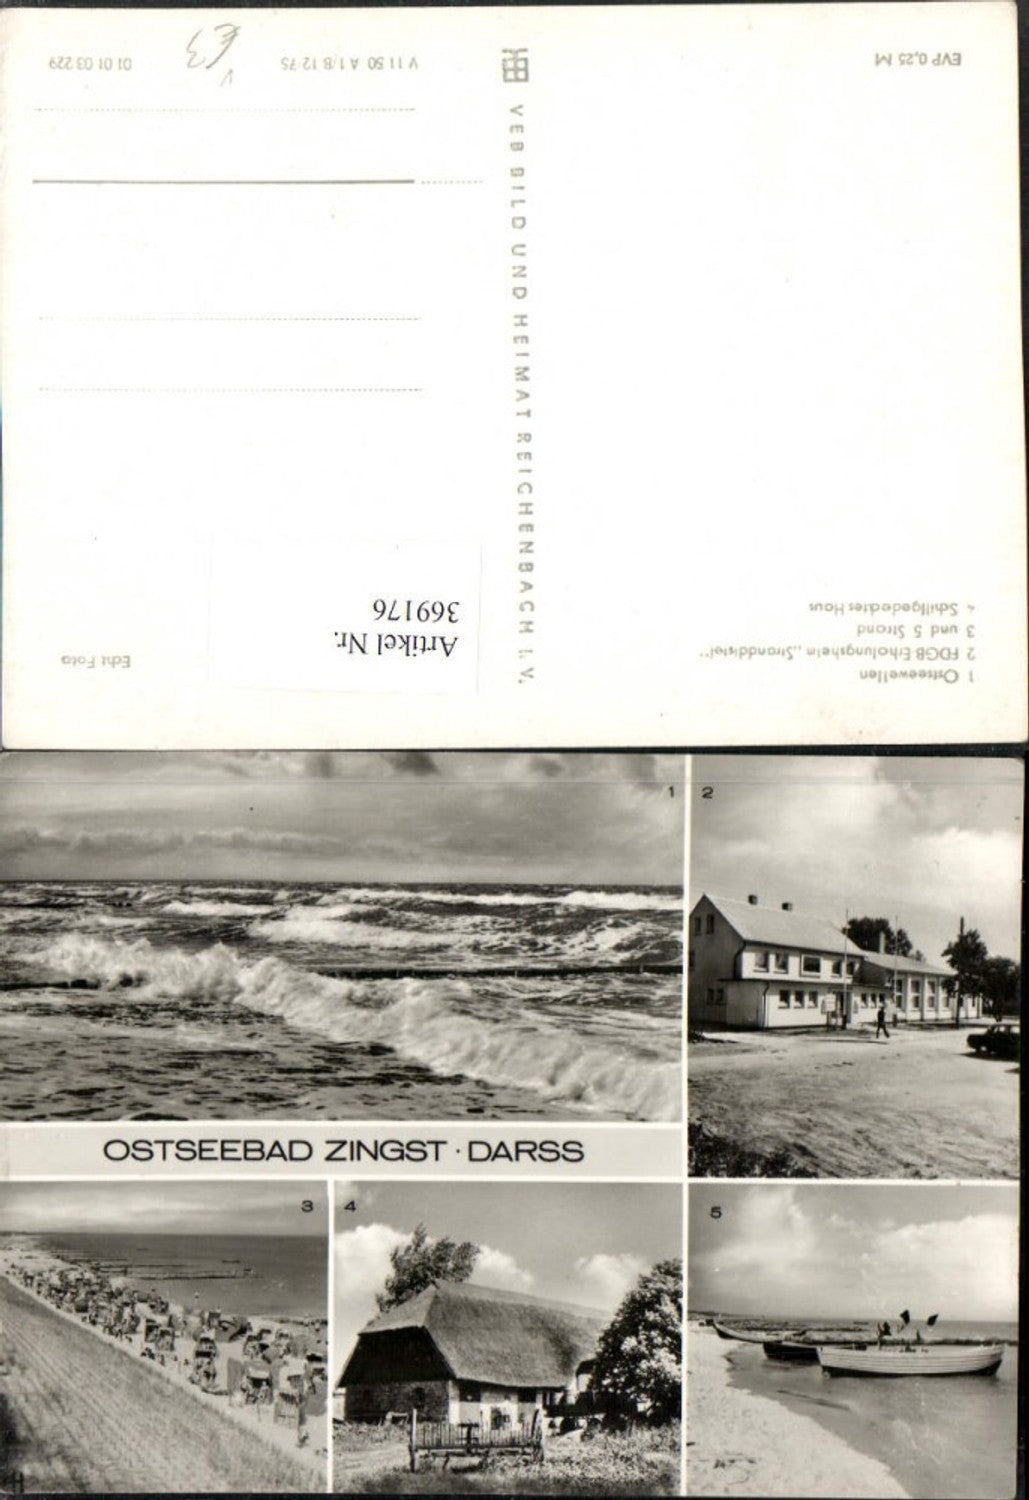 1 Ostseewellen
2 FDGB Erholungsheim „Stranddistel“
3 und 5 Strand
4 Schilfgedecktes Haus
Echt Foto
Artikel Nr.
369176
VEB BILD UND HEIMAT REICHENBACH I. V.
EVP 0,25 M
V 11 50 A 1/B 12-75
01 01 03 229
€3
1
2
OSTSEEBAD ZINGST · DARSS
3
4
5
H